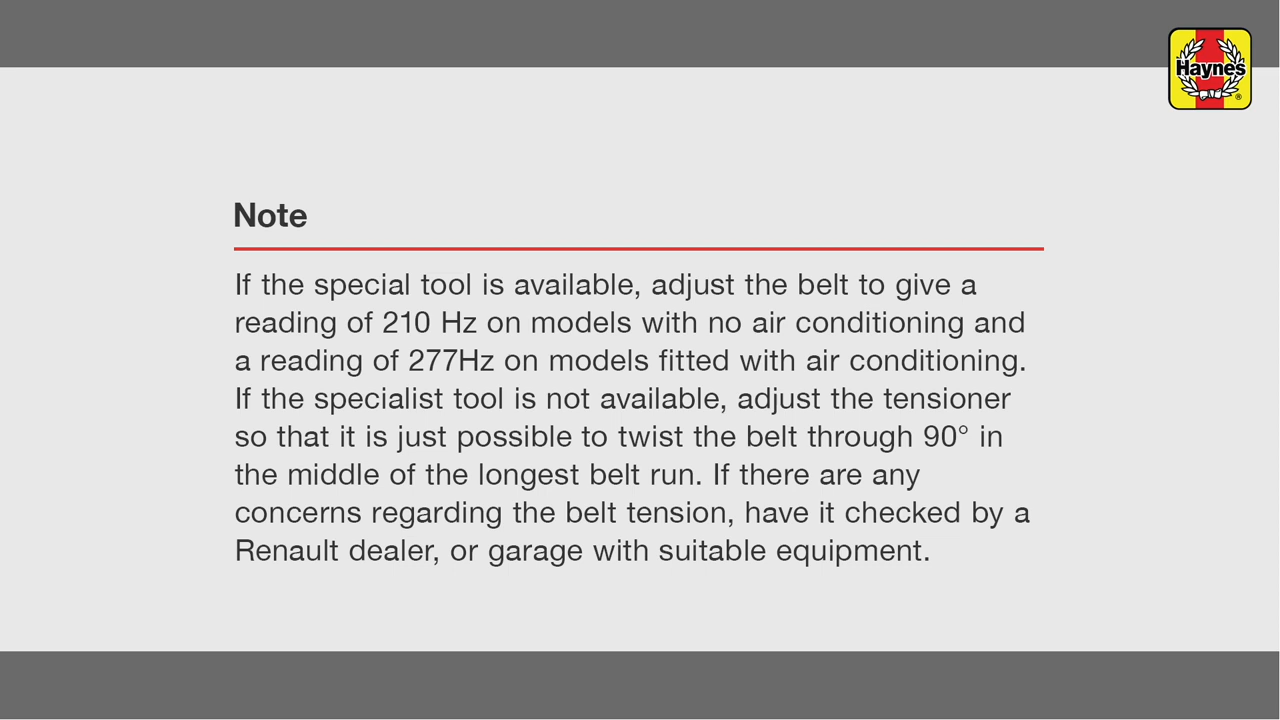 Haynes
®
Note
If the special tool is available, adjust the belt to give a
reading of 210 Hz on models with no air conditioning and
a reading of 277Hz on models fitted with air conditioning.
If the specialist tool is not available, adjust the tensioner
so that it is just possible to twist the belt through 90° in
the middle of the longest belt run. If there are any
concerns regarding the belt tension, have it checked by a
Renault dealer, or garage with suitable equipment.